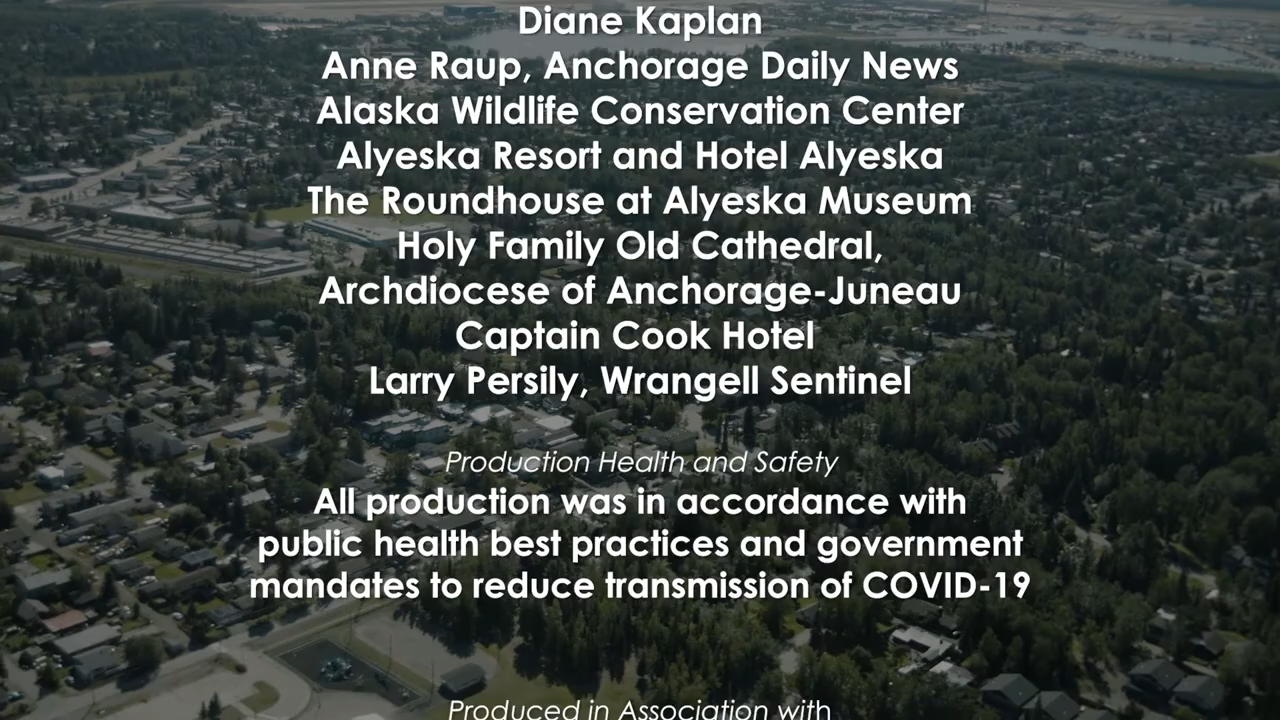 Diane Kaplan
Anne Raup, Anchorage Daily News
Alaska Wildlife Conservation Center
Alyeska Resort and Hotel Alyeska
The Roundhouse at Alyeska Museum
Holy Family Old Cathedral,
Archdiocese of Anchorage-Juneau
Captain Cook Hotel
Larry Persily, Wrangell Sentinel
Production Health and Safety
All production was in accordance with
public health best practices and government
mandates to reduce transmission of COVID-19
Produced in Association with